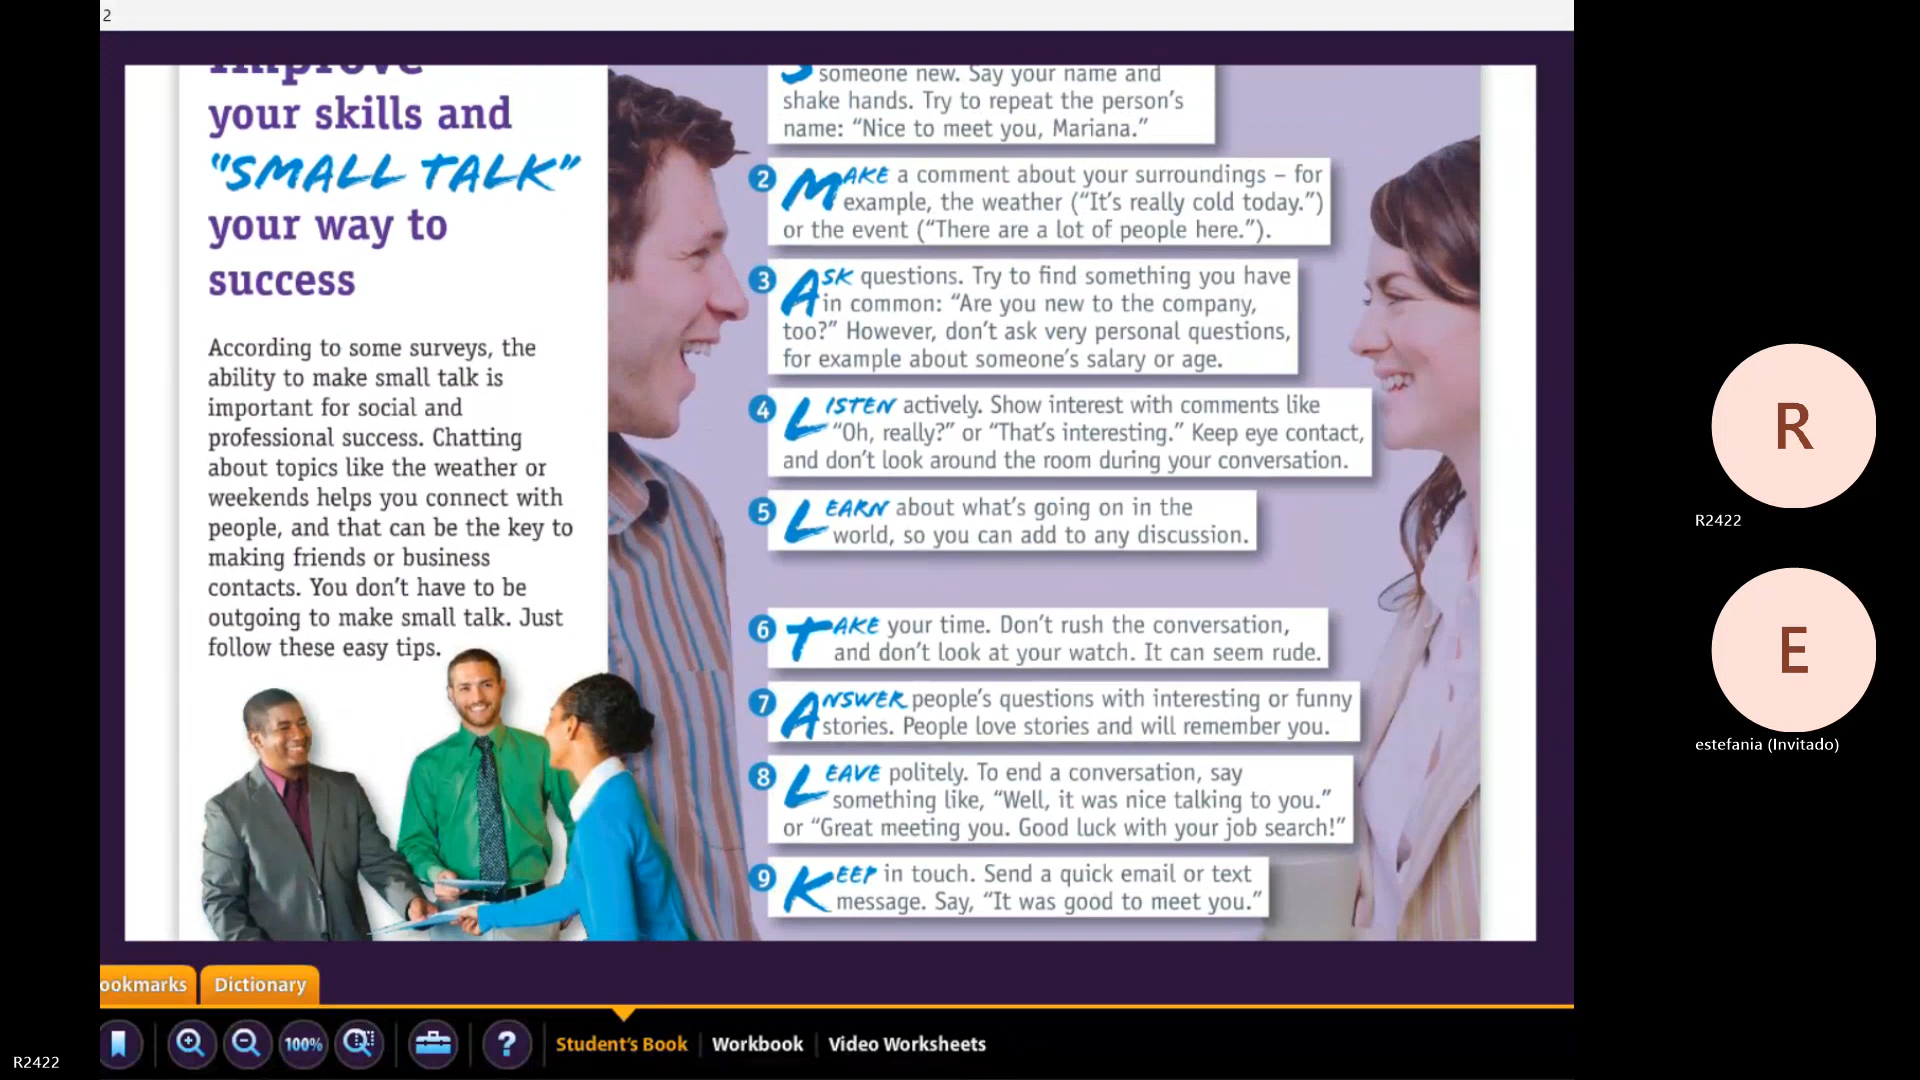 2
Improve
your skills and
"SMALL TALK"
your way to
success
According to some surveys, the
ability to make small talk is
important for social and
professional success. Chatting
about topics like the weather or
weekends helps you connect with
people, and that can be the key to
making friends or business
contacts. You don't have to be
outgoing to make small talk. Just
follow these easy tips.
someone new. Say your name and
shake hands. Try to repeat the person's
name: “Nice to meet you, Mariana.”
2 MAKE a comment about your surroundings – for
example, the weather (“It's really cold today.”)
or the event (“There are a lot of people here.”).
3 ASK questions. Try to find something you have
in common: “Are you new to the company,
too?” However, don't ask very personal questions,
for example about someone's salary or age.
4 LISTEN actively. Show interest with comments like
“Oh, really?” or “That's interesting.” Keep eye contact,
and don't look around the room during your conversation.
5 LEARN about what's going on in the
world, so you can add to any discussion.
6 TAKE your time. Don't rush the conversation,
and don't look at your watch. It can seem rude.
7 ANSWER people's questions with interesting or funny
stories. People love stories and will remember you.
8 LEAVE politely. To end a conversation, say
something like, “Well, it was nice talking to you.”
or “Great meeting you. Good luck with your job search!”
9 KEEP in touch. Send a quick email or text
message. Say, “It was good to meet you.”
ookmarks Dictionary
100% ? Student's Book Workbook Video Worksheets
R2422
R
R2422
E
estefania (Invitado)